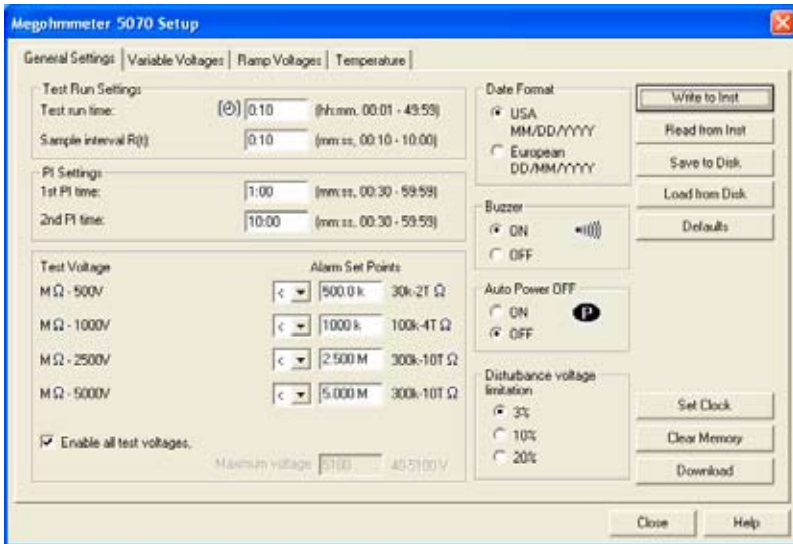 Megohmmeter 5070 Setup
General Settings
Variable Voltages
Ramp Voltages
Temperature
Test Run Settings
Test run time: 0:10 (hh:mm, 00:01 - 49:59)
Sample interval R(t): 0:10 (mm:ss, 00:10 - 10:00)
PI Settings
1st PI time: 1:00 (mm:ss, 00:30 - 59:59)
2nd PI time: 10:00 (mm:ss, 00:30 - 59:59)
Test Voltage Alarm Set Points
MΩ - 500V < 500.0 k 30k-2T Ω
MΩ - 1000V < 1000 k 100k-4T Ω
MΩ - 2500V < 2.500 M 300k-10T Ω
MΩ - 5000V < 5.000 M 300k-10T Ω
Enable all test voltages.
Maximum voltage 5100 40-5100 V
Date Format
USA
MM/DD/YYYY
European
DD/MM/YYYY
Buzzer
ON
OFF
Auto Power OFF
ON
P
OFF
Disturbance voltage
limitation
3%
10%
20%
Write to Inst
Read from Inst
Save to Disk
Load from Disk
Defaults
Set Clock
Clear Memory
Download
Close
Help